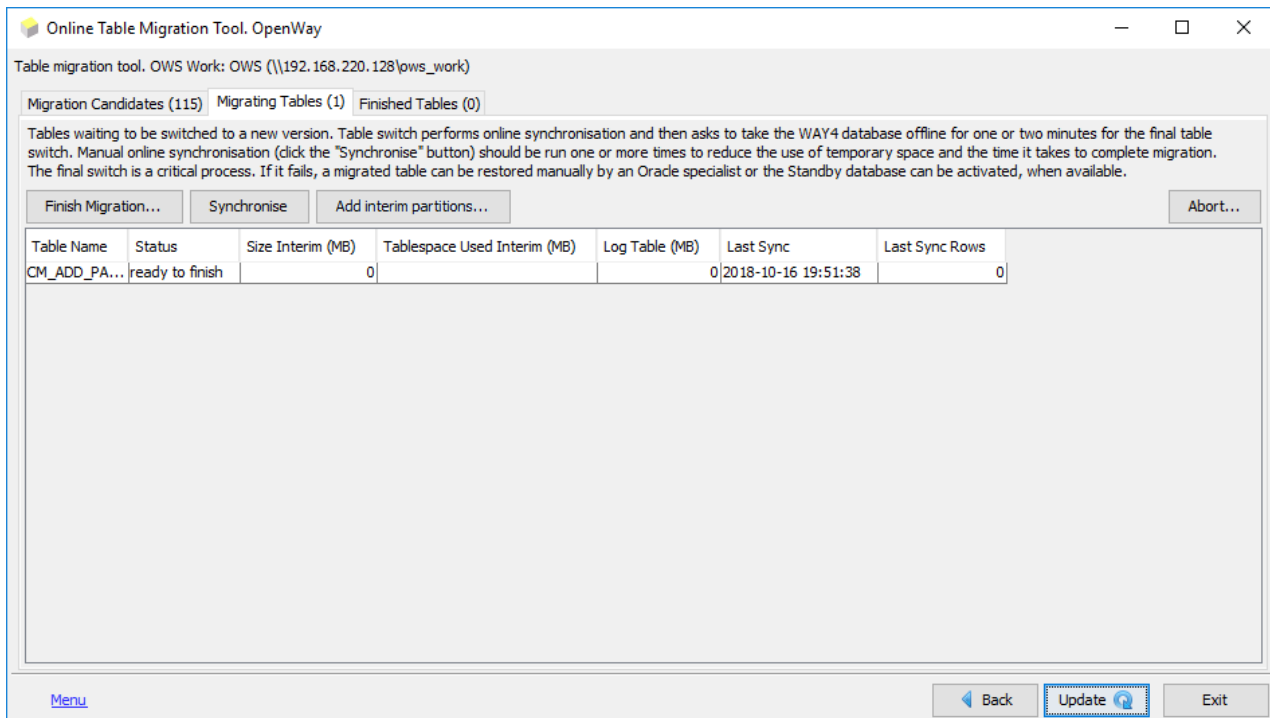 Online Table Migration Tool. OpenWay
Table migration tool. OWS Work: OWS (\\192.168.220.128\ows_work)
Migration Candidates (115) Migrating Tables (1) Finished Tables (0)
Tables waiting to be switched to a new version. Table switch performs online synchronisation and then asks to take the WAY4 database offline for one or two minutes for the final table
switch. Manual online synchronisation (click the "Synchronise" button) should be run one or more times to reduce the use of temporary space and the time it takes to complete migration.
The final switch is a critical process. If it fails, a migrated table can be restored manually by an Oracle specialist or the Standby database can be activated, when available.
Finish Migration... Synchronise Add interim partitions... Abort...
Table Name Status Size Interim (MB) Tablespace Used Interim (MB) Log Table (MB) Last Sync Last Sync Rows
CM_ADD_PA... ready to finish 0 0 2018-10-16 19:51:38 0
Menu Back Update Exit